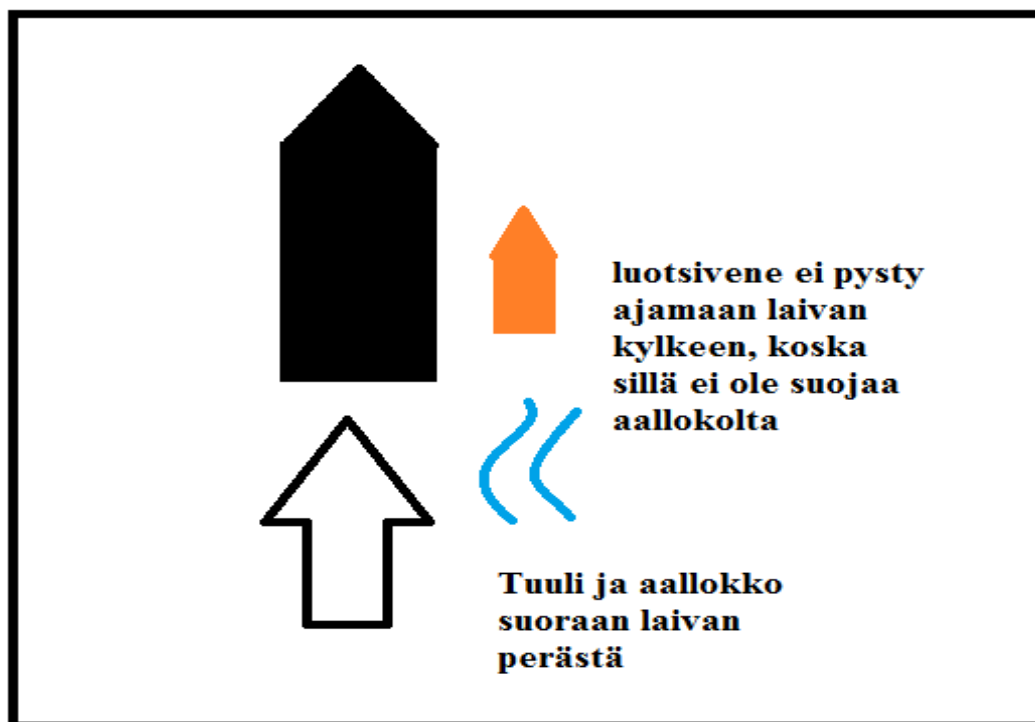 luotsivene ei pysty
ajamaan laivan
kylkeen, koska
sillä ei ole suojaa
aallokolta
Tuuli ja aallokko
suoraan laivan
perästä